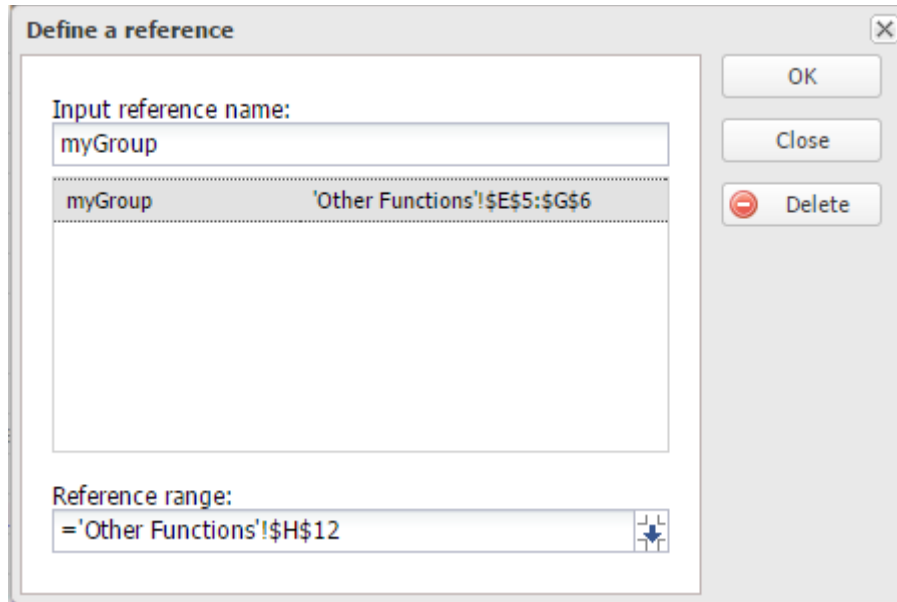 Define a reference
OK
Input reference name:
myGroup
Close
myGroup 'Other Functions'!$E$5:$G$6
Delete
Reference range:
='Other Functions'!$H$12